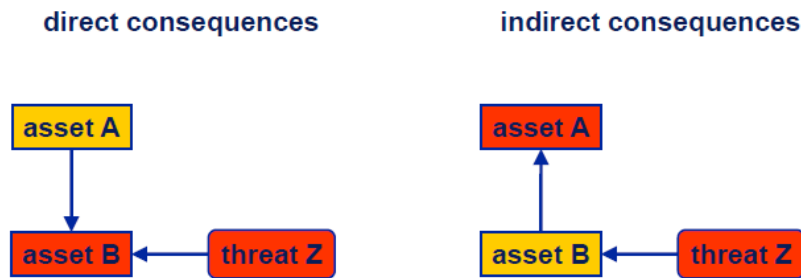 direct consequences
indirect consequences
asset A
asset A
asset B
threat Z
asset B
threat Z